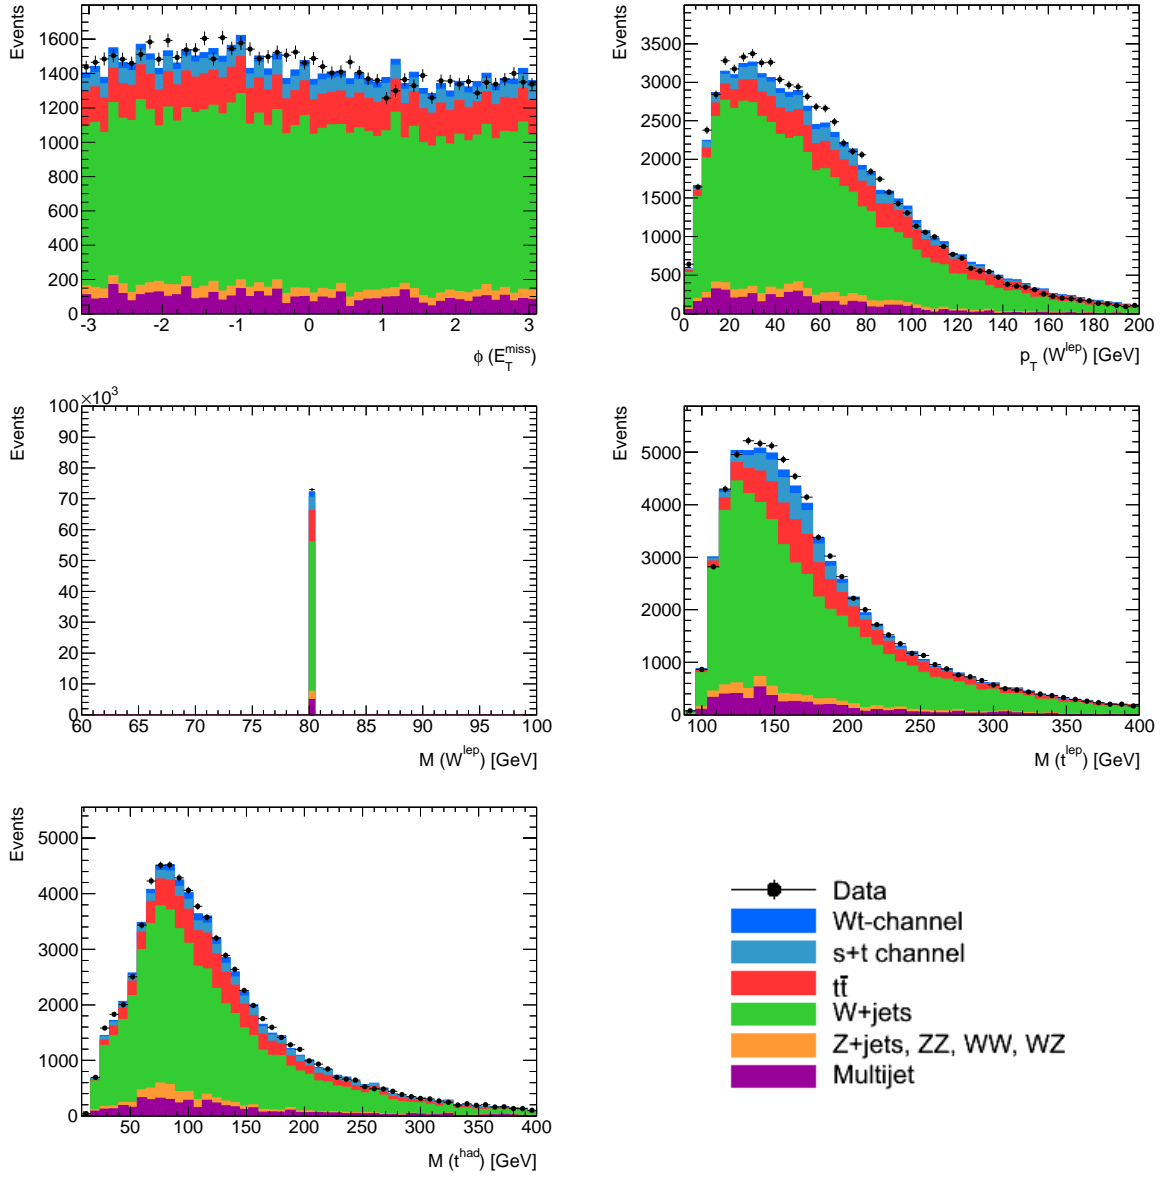 Events
1600
1400
1200
1000
800
600
400
200
0
-3 -2 -1 0 1 2 3
ϕ (E_T^miss)
Events
3500
3000
2500
2000
1500
1000
500
0
0 20 40 60 80 100 120 140 160 180 200
p_T (W^lep) [GeV]
Events
×10^3
100
90
80
70
60
50
40
30
20
10
0
60 65 70 75 80 85 90 95 100
M (W^lep) [GeV]
Events
5000
4000
3000
2000
1000
0
100 150 200 250 300 350 400
M (t^lep) [GeV]
Events
5000
4000
3000
2000
1000
0
50 100 150 200 250 300 350 400
M (t^had) [GeV]
Data
Wt-channel
s+t channel
tt̄
W+jets
Z+jets, ZZ, WW, WZ
Multijet